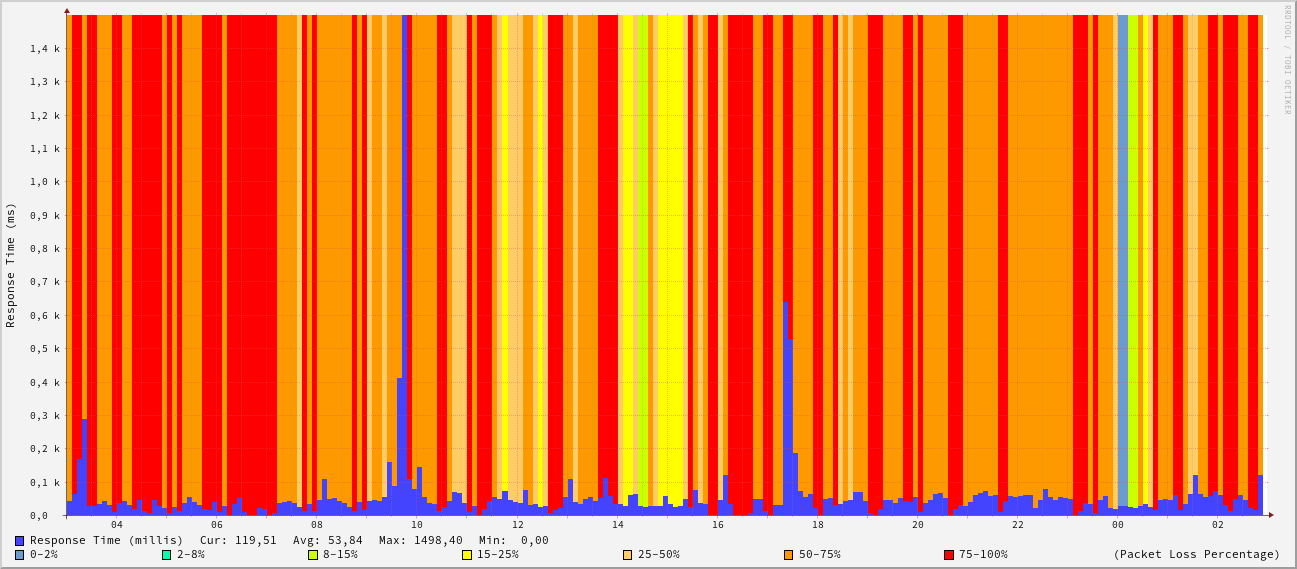 RRDTOOL / TOBI OETIKER
Response Time (ms)
1,4 k
1,3 k
1,2 k
1,1 k
1,0 k
0,9 k
0,8 k
0,7 k
0,6 k
0,5 k
0,4 k
0,3 k
0,2 k
0,1 k
0,0
04 06 08 10 12 14 16 18 20 22 00 02
Response Time (millis) Cur: 119,51 Avg: 53,84 Max: 1498,40 Min: 0,00
0-2% 2-8% 8-15% 15-25% 25-50% 50-75% 75-100% (Packet Loss Percentage)